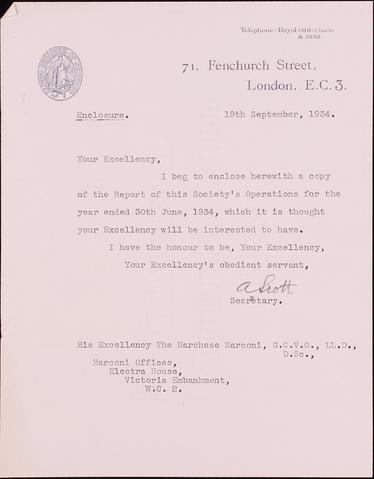 Telephone: Royal
& 5212.
71, Fenchurch Street,
London, E.C. 3.
Enclosure.
19th September, 1934.
Your Excellency,
I beg to enclose herewith a copy
of the Report of this Society's Operations for the
year ended 30th June, 1934, which it is thought
your Excellency will be interested to have.
I have the honour to be, Your Excellency,
Your Excellency's obedient servant,
A Scott
Secretary.
His Excellency The Marchese Marconi, G.C.V.O., LL.D.,
D.Sc.,
Marconi Offices,
Electra House,
Victoria Embankment,
W.C. 2.